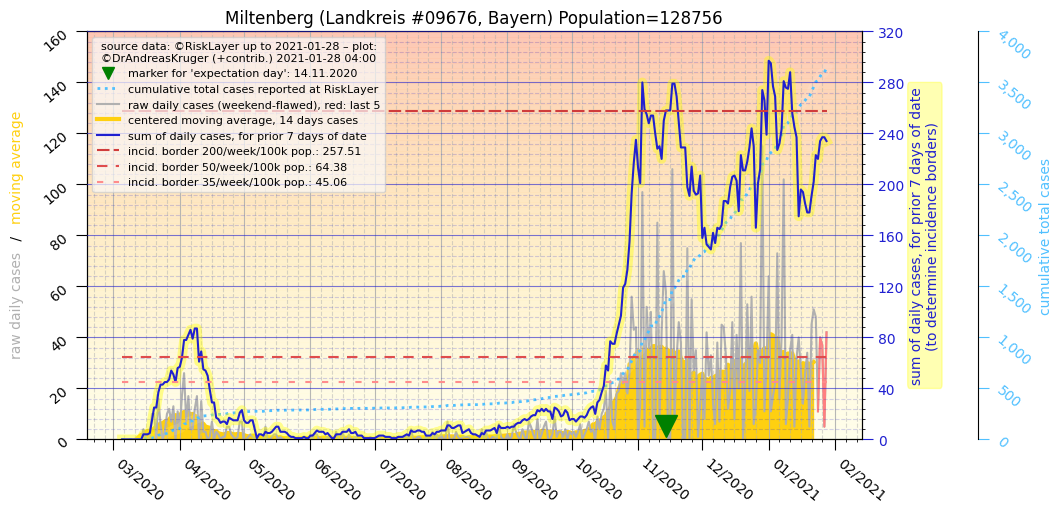 Miltenberg (Landkreis #09676, Bayern) Population=128756
source data: ©RiskLayer up to 2021-01-28 – plot:
©DrAndreasKruger (+contrib.) 2021-01-28 04:00
marker for 'expectation day': 14.11.2020
cumulative total cases reported at RiskLayer
raw daily cases (weekend-flawed), red: last 5
centered moving average, 14 days cases
sum of daily cases, for prior 7 days of date
incid. border 200/week/100k pop.: 257.51
incid. border 50/week/100k pop.: 64.38
incid. border 35/week/100k pop.: 45.06
raw daily cases / moving average
160
140
120
100
80
60
40
20
0
03/2020
04/2020
05/2020
06/2020
07/2020
08/2020
09/2020
10/2020
11/2020
12/2020
01/2021
02/2021
320
280
240
200
160
120
80
40
0
sum of daily cases, for prior 7 days of date
(to determine incidence borders)
4,000
3,500
3,000
2,500
2,000
1,500
1,000
500
0
cumulative total cases